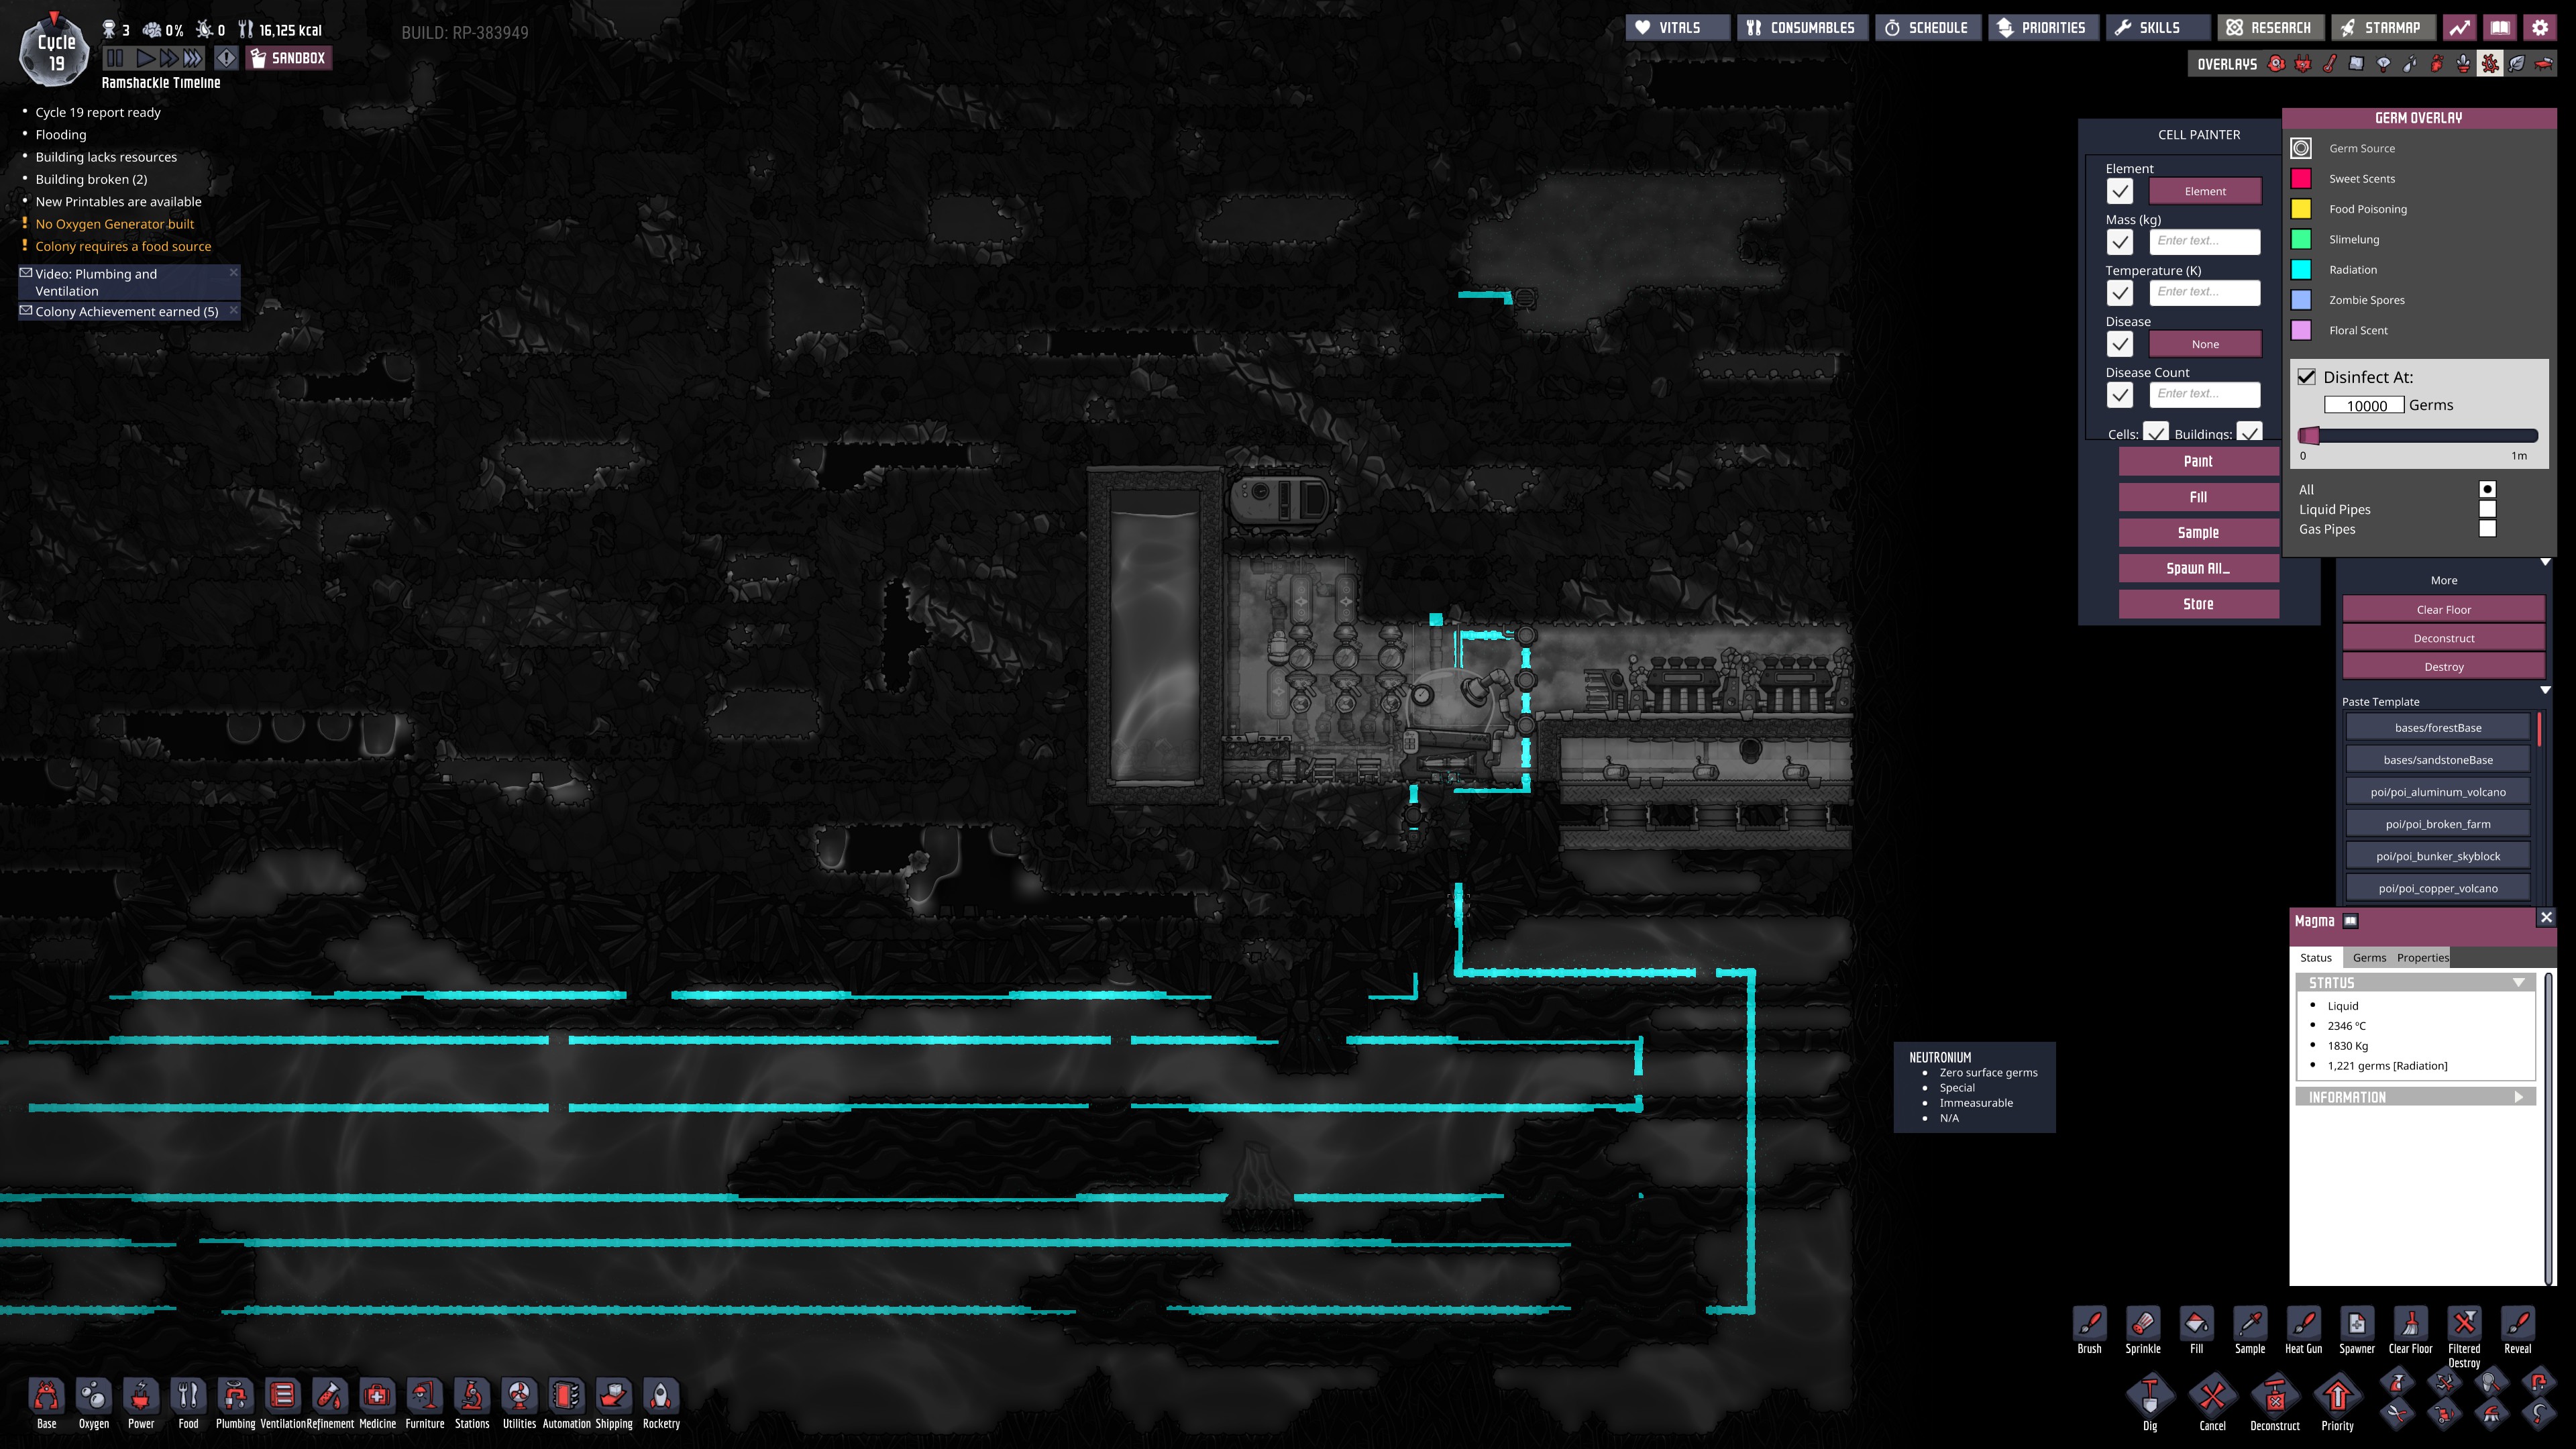 Cycle
19
3
0%
0
16,125 kcal
BUILD: RP-383949
SANDBOX
Ramshackle Timeline
VITALS
CONSUMABLES
SCHEDULE
PRIORITIES
SKILLS
RESEARCH
STARMAP
OVERLAYS
Cycle 19 report ready
Flooding
Building lacks resources
Building broken (2)
New Printables are available
No Oxygen Generator built
Colony requires a food source
Video: Plumbing and
Ventilation
Colony Achievement earned (5)
CELL PAINTER
Element
Element
Mass (kg)
Enter text...
Temperature (K)
Enter text...
Disease
None
Disease Count
Enter text...
Cells:
Buildings:
Paint
Fill
Sample
Spawn All_
Store
GERM OVERLAY
Germ Source
Sweet Scents
Food Poisoning
Slimelung
Radiation
Zombie Spores
Floral Scent
Disinfect At:
10000 Germs
0
1m
All
Liquid Pipes
Gas Pipes
More
Clear Floor
Deconstruct
Destroy
Paste Template
bases/forestBase
bases/sandstoneBase
poi/poi_aluminum_volcano
poi/poi_broken_farm
poi/poi_bunker_skyblock
poi/poi_copper_volcano
Magma
Status
Germs
Properties
STATUS
Liquid
2346 °C
1830 Kg
1,221 germs [Radiation]
INFORMATION
NEUTRONIUM
Zero surface germs
Special
Immeasurable
N/A
Brush
Sprinkle
Fill
Sample
Heat Gun
Spawner
Clear Floor
Filtered
Destroy
Reveal
Dig
Cancel
Deconstruct
Priority
Base
Oxygen
Power
Food
Plumbing
Ventilation
Refinement
Medicine
Furniture
Stations
Utilities
Automation
Shipping
Rocketry